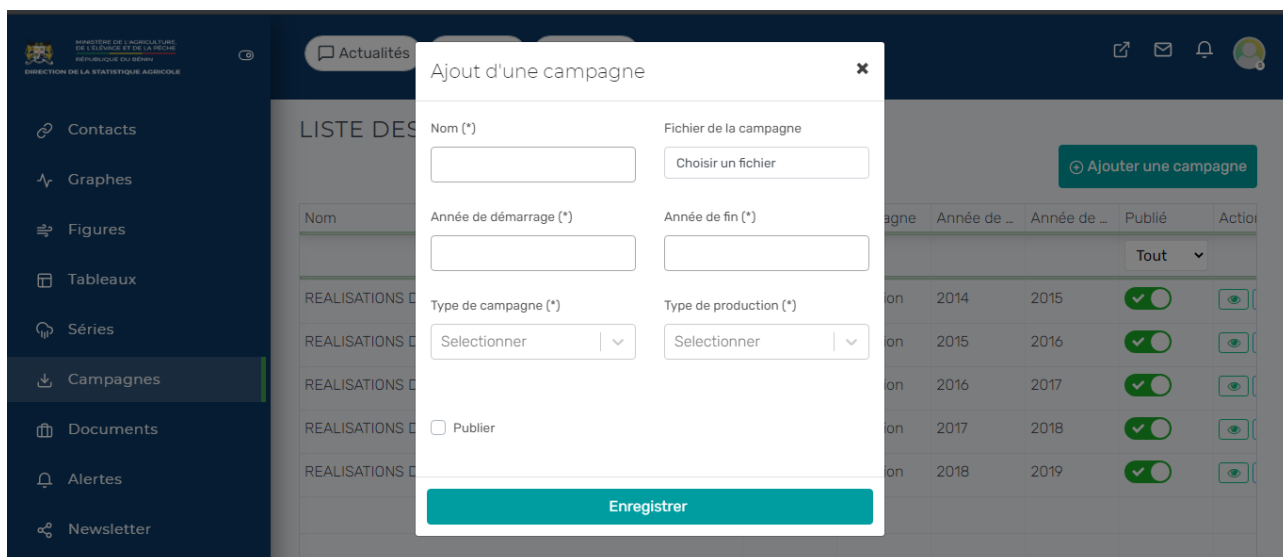 MINISTÈRE DE L'AGRICULTURE,
DE L'ÉLEVAGE ET DE LA PÊCHE
RÉPUBLIQUE DU BÉNIN
DIRECTION DE LA STATISTIQUE AGRICOLE
Actualités
Contacts
Graphes
Figures
Tableaux
Séries
Campagnes
Documents
Alertes
Newsletter
LISTE DES
Ajouter une campagne
Ajout d'une campagne
Nom (*)
Fichier de la campagne
Choisir un fichier
Année de démarrage (*)
Année de fin (*)
Type de campagne (*)
Type de production (*)
Selectionner
Selectionner
Publier
Enregistrer
Nom agne Année de ... Année de ... Publié Action
Tout
REALISATIONS D ion 2014 2015
REALISATIONS D ion 2015 2016
REALISATIONS D ion 2016 2017
REALISATIONS D ion 2017 2018
REALISATIONS D ion 2018 2019